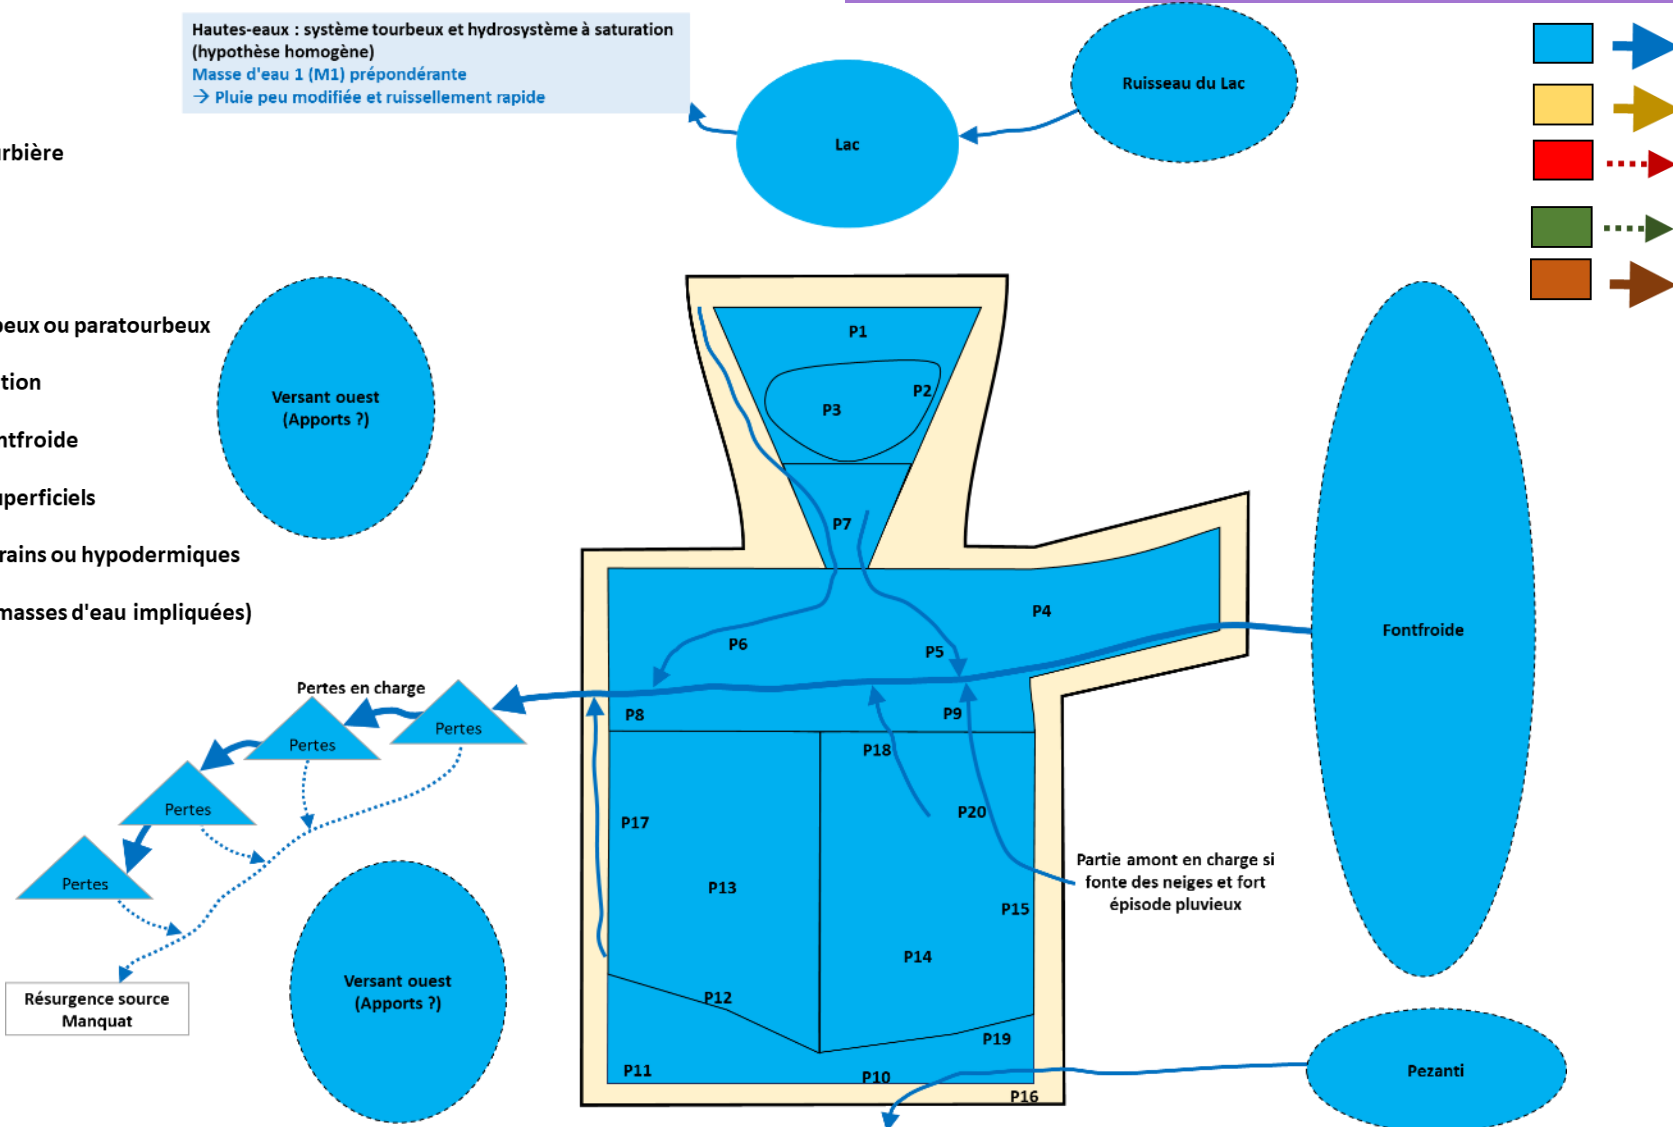 Hautes-eaux : système tourbeux et hydrosystème à saturation
(hypothèse homogène)
Masse d'eau 1 (M1) prépondérante
→ Pluie peu modifiée et ruissellement rapide
Ruisseau du Lac
Lac
urbière
beux ou paratourbeux
tion
ntfroide
uperficiels
rains ou hypodermiques
masses d'eau impliquées)
Versant ouest
(Apports ?)
P1
P2
P3
P7
P4
P6
P5
Fontfroide
Pertes en charge
Pertes
Pertes
Pertes
Pertes
P8
P9
P18
P17
P20
P13
P15
P14
Partie amont en charge si
fonte des neiges et fort
épisode pluvieux
Résurgence source
Manquat
Versant ouest
(Apports ?)
P12
P19
P11
P10
P16
Pezanti